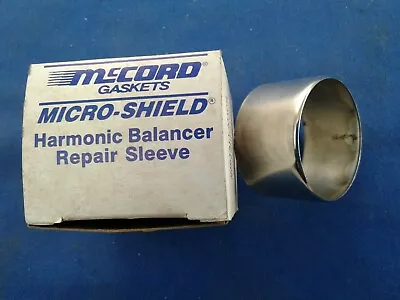 McCORD®
GASKETS
MICRO-SHIELD®
Harmonic Balancer
Repair Sleeve